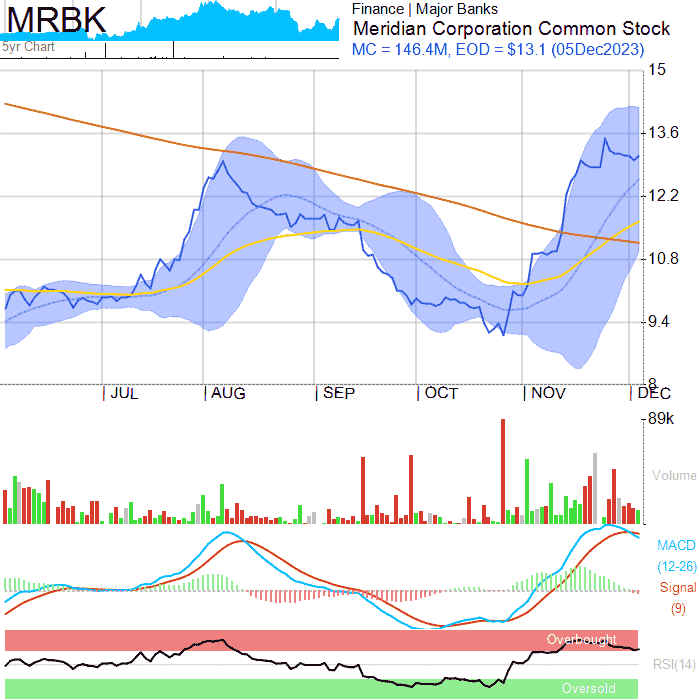 MRBK
5yr Chart
Finance | Major Banks
Meridian Corporation Common Stock
MC = 146.4M, EOD = $13.1 (05Dec2023)
15
13.6
12.2
10.8
9.4
8
JUL AUG SEP OCT NOV DEC
89k
Volume
MACD
(12-26)
Signal
(9)
Overbought
RSI(14)
Oversold